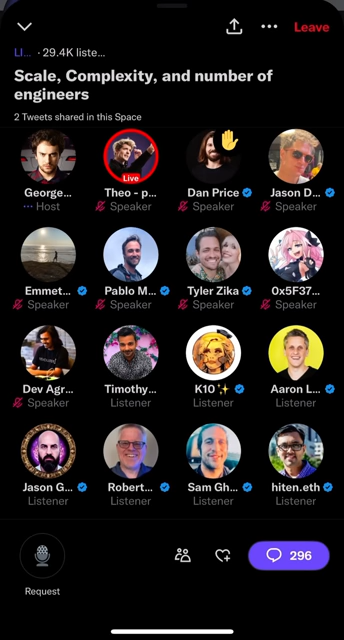 Leave
LI... · 29.4K liste...
Scale, Complexity, and number of
engineers
2 Tweets shared in this Space
Live
George... Theo - p... Dan Price Jason D...
Host Speaker Speaker Speaker
Emmet... Pablo M... Tyler Zika 0x5F37...
Speaker Speaker Speaker Speaker
Dev Agr... Timothy... K10✨ Aaron L...
Speaker Listener Listener Listener
Jason G... Robert... Sam Gh... hiten.eth
Listener Listener Listener Listener
296
Request